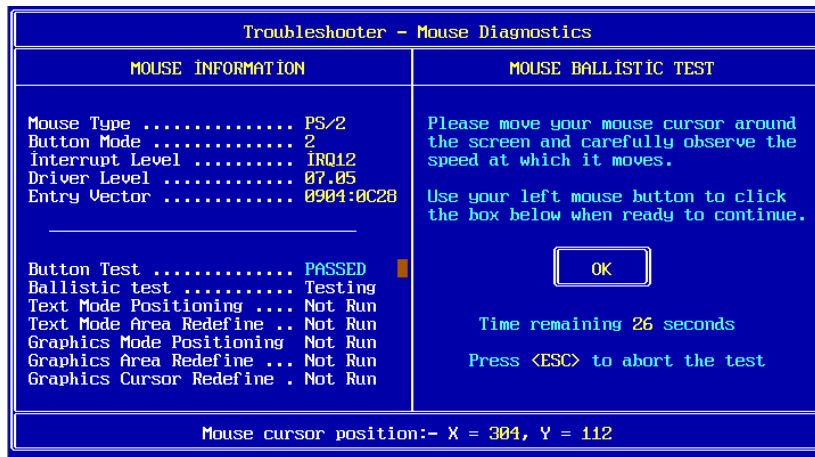 Troubleshooter - Mouse Diagnostics
MOUSE İNFORMATİON
Mouse Type ............... PS/2
Button Mode .............. 2
İnterrupt Level .......... İRQ12
Driver Level ............. 07.05
Entry Vector ............. 0904:0C28
Button Test .............. PASSED
Ballistic test ........... Testing
Text Mode Positioning .... Not Run
Text Mode Area Redefine .. Not Run
Graphics Mode Positioning  Not Run
Graphics Area Redefine ... Not Run
Graphics Cursor Redefine . Not Run
MOUSE BALLİSTİC TEST
Please move your mouse cursor around
the screen and carefully observe the
speed at which it moves.
Use your left mouse button to click
the box below when ready to continue.
OK
Time remaining 26 seconds
Press <ESC> to abort the test
Mouse cursor position:- X = 304, Y = 112